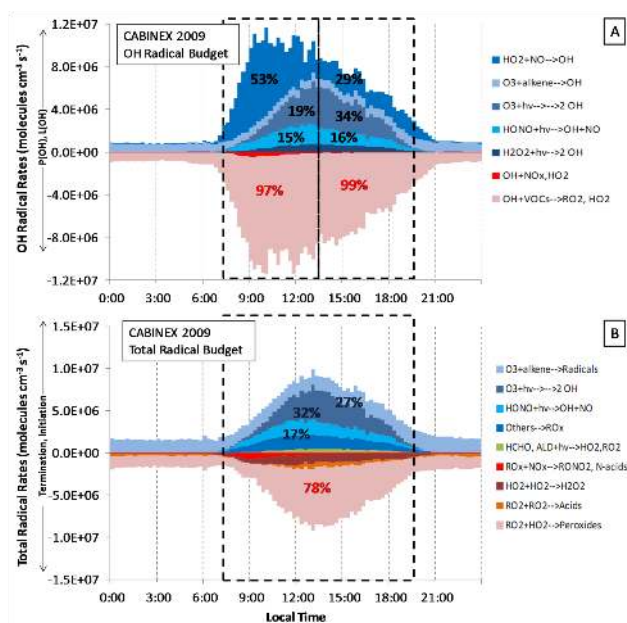 A
CABINEX 2009
OH Radical Budget
OH Radical Rates (molecules cm-3 s-1)
P(OH), L(OH)
1.2E+07
8.0E+06
4.0E+06
0.0E+00
-4.0E+06
-8.0E+06
-1.2E+07
53%
29%
19%
34%
15%
16%
97%
99%
0:00 3:00 6:00 9:00 12:00 15:00 18:00 21:00
HO2+NO-->OH
O3+alkene-->OH
O3+hv-->-->2 OH
HONO+hv-->OH+NO
H2O2+hv-->2 OH
OH+NOx,HO2
OH+VOCs-->RO2, HO2
B
CABINEX 2009
Total Radical Budget
Total Radical Rates (molecules cm-3 s-1)
Termination, Initiation
1.5E+07
1.0E+07
5.0E+06
0.0E+00
-5.0E+06
-1.0E+07
-1.5E+07
27%
32%
17%
78%
0:00 3:00 6:00 9:00 12:00 15:00 18:00 21:00
Local Time
O3+alkene-->Radicals
O3+hv-->-->2 OH
HONO+hv-->OH+NO
Others-->ROx
HCHO, ALD+hv-->HO2,RO2
ROx+NOx-->RONO2, N-acids
HO2+HO2-->H2O2
RO2+RO2-->Acids
RO2+HO2-->Peroxides